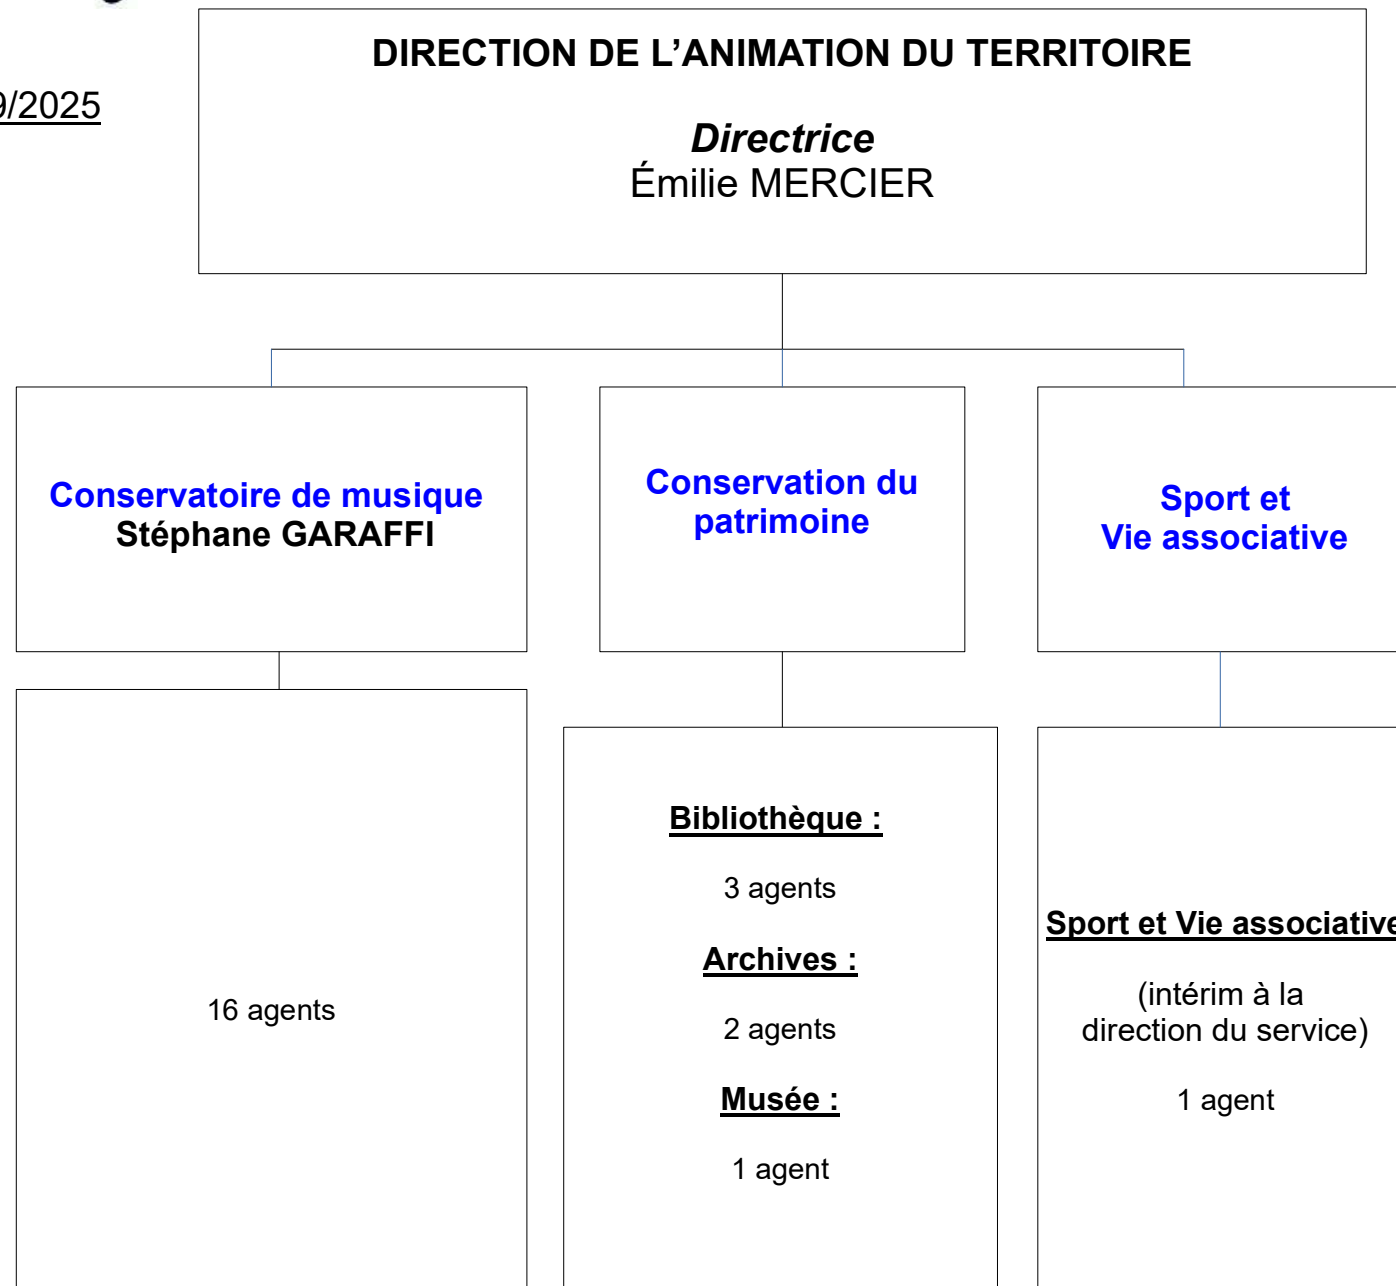 DIRECTION DE L’ANIMATION DU TERRITOIRE
9/2025
Directrice
Émilie MERCIER
Conservatoire de musique
Stéphane GARAFFI
Conservation du
patrimoine
Sport et
Vie associative
16 agents
Bibliothèque :
3 agents
Archives :
2 agents
Musée :
1 agent
Sport et Vie associative
(intérim à la
direction du service)
1 agent